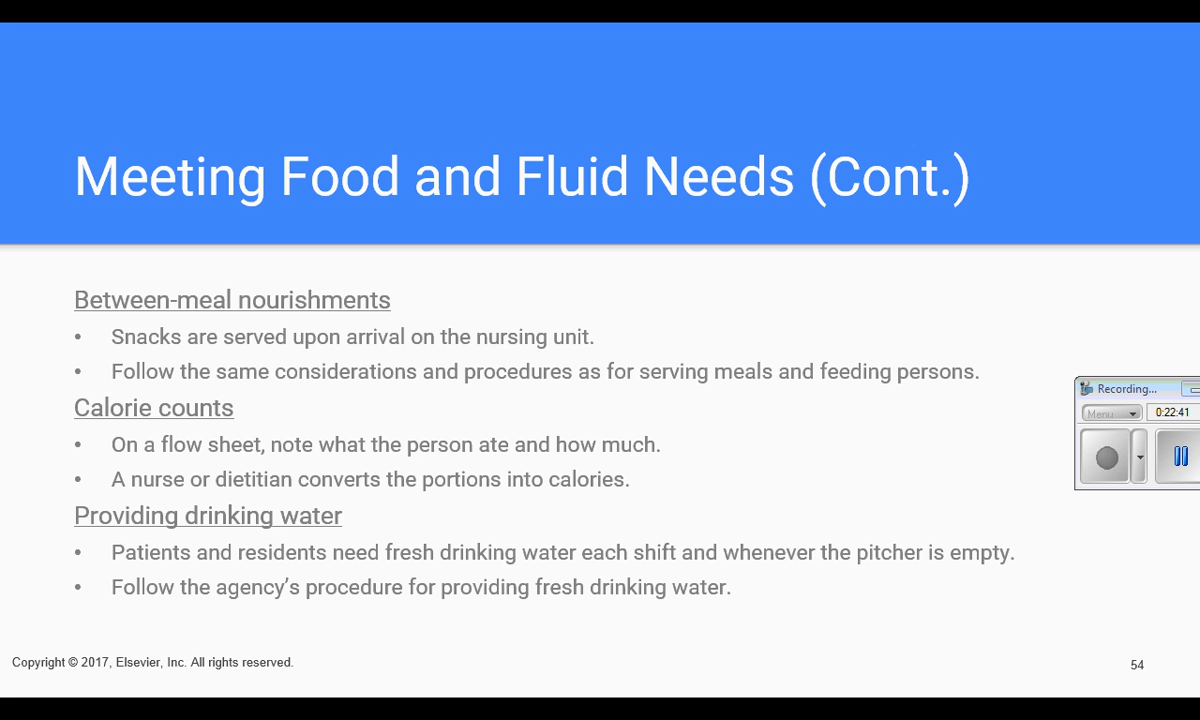 Meeting Food and Fluid Needs (Cont.)
Between-meal nourishments
• Snacks are served upon arrival on the nursing unit.
• Follow the same considerations and procedures as for serving meals and feeding persons.
Calorie counts
• On a flow sheet, note what the person ate and how much.
• A nurse or dietitian converts the portions into calories.
Providing drinking water
• Patients and residents need fresh drinking water each shift and whenever the pitcher is empty.
• Follow the agency’s procedure for providing fresh drinking water.
Recording...
Menu
0:22:41
Copyright © 2017, Elsevier, Inc. All rights reserved.
54